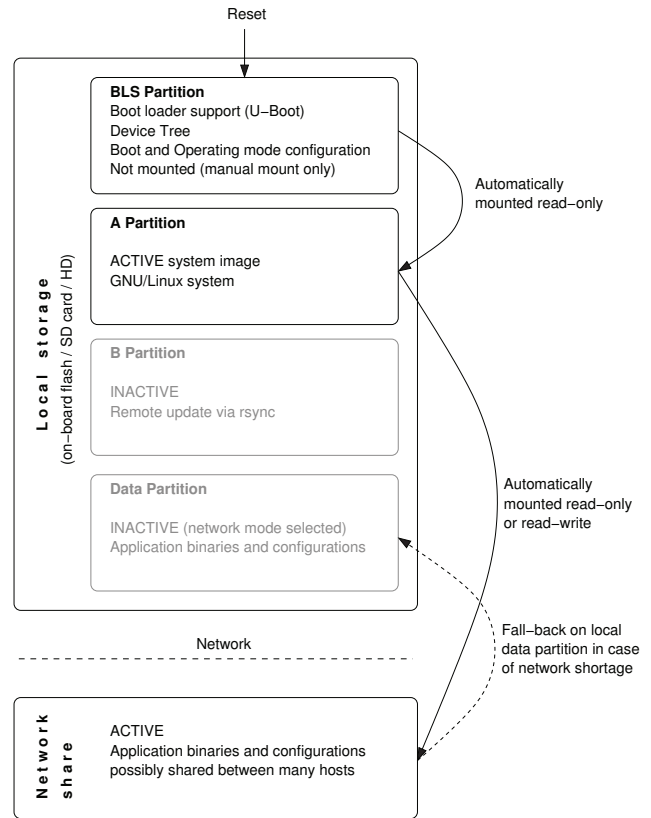 Reset
BLS Partition
Boot loader support (U−Boot)
Device Tree
Boot and Operating mode configuration
Not mounted (manual mount only)
Automatically
mounted read−only
A Partition
ACTIVE system image
GNU/Linux system
Local storage
(on−board flash / SD card / HD)
B Partition
INACTIVE
Remote update via rsync
Data Partition
INACTIVE (network mode selected)
Application binaries and configurations
Automatically
mounted read−only
or read−write
Fall−back on local
data partition in case
of network shortage
Network
Network
share
ACTIVE
Application binaries and configurations
possibly shared between many hosts